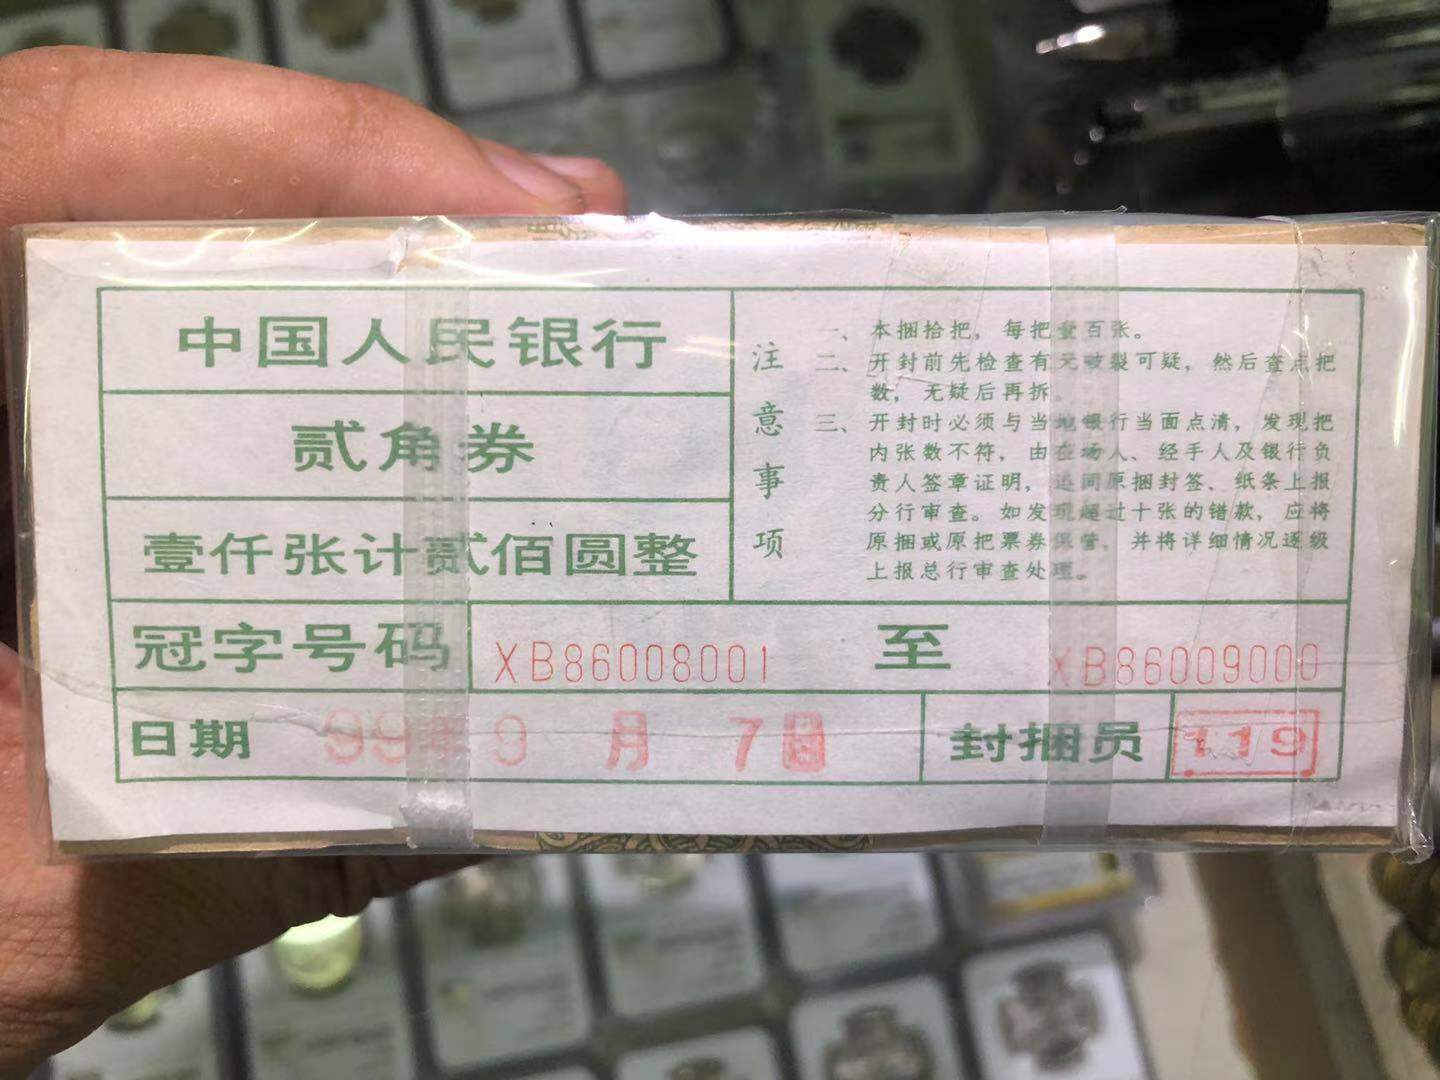 中国人民银行
贰角券
壹仟张计贰佰圆整
注意事项
一、本捆拾把，每把壹百张。
二、开封前先检查有无破裂可疑，然后查点把
数，无疑后再拆。
三、开封时必须与当地银行当面点清，发现把
内张数不符，由在场人、经手人及银行负
责人签章证明，连同原捆封签、纸条上报
分行审查。如发现超过十张的错款，应将
原捆或原把票券保管，并将详细情况逐级
上报总行审查处理。
冠字号码 XB86008001 至 XB86009000
日期 99年9月7日 封捆员 119